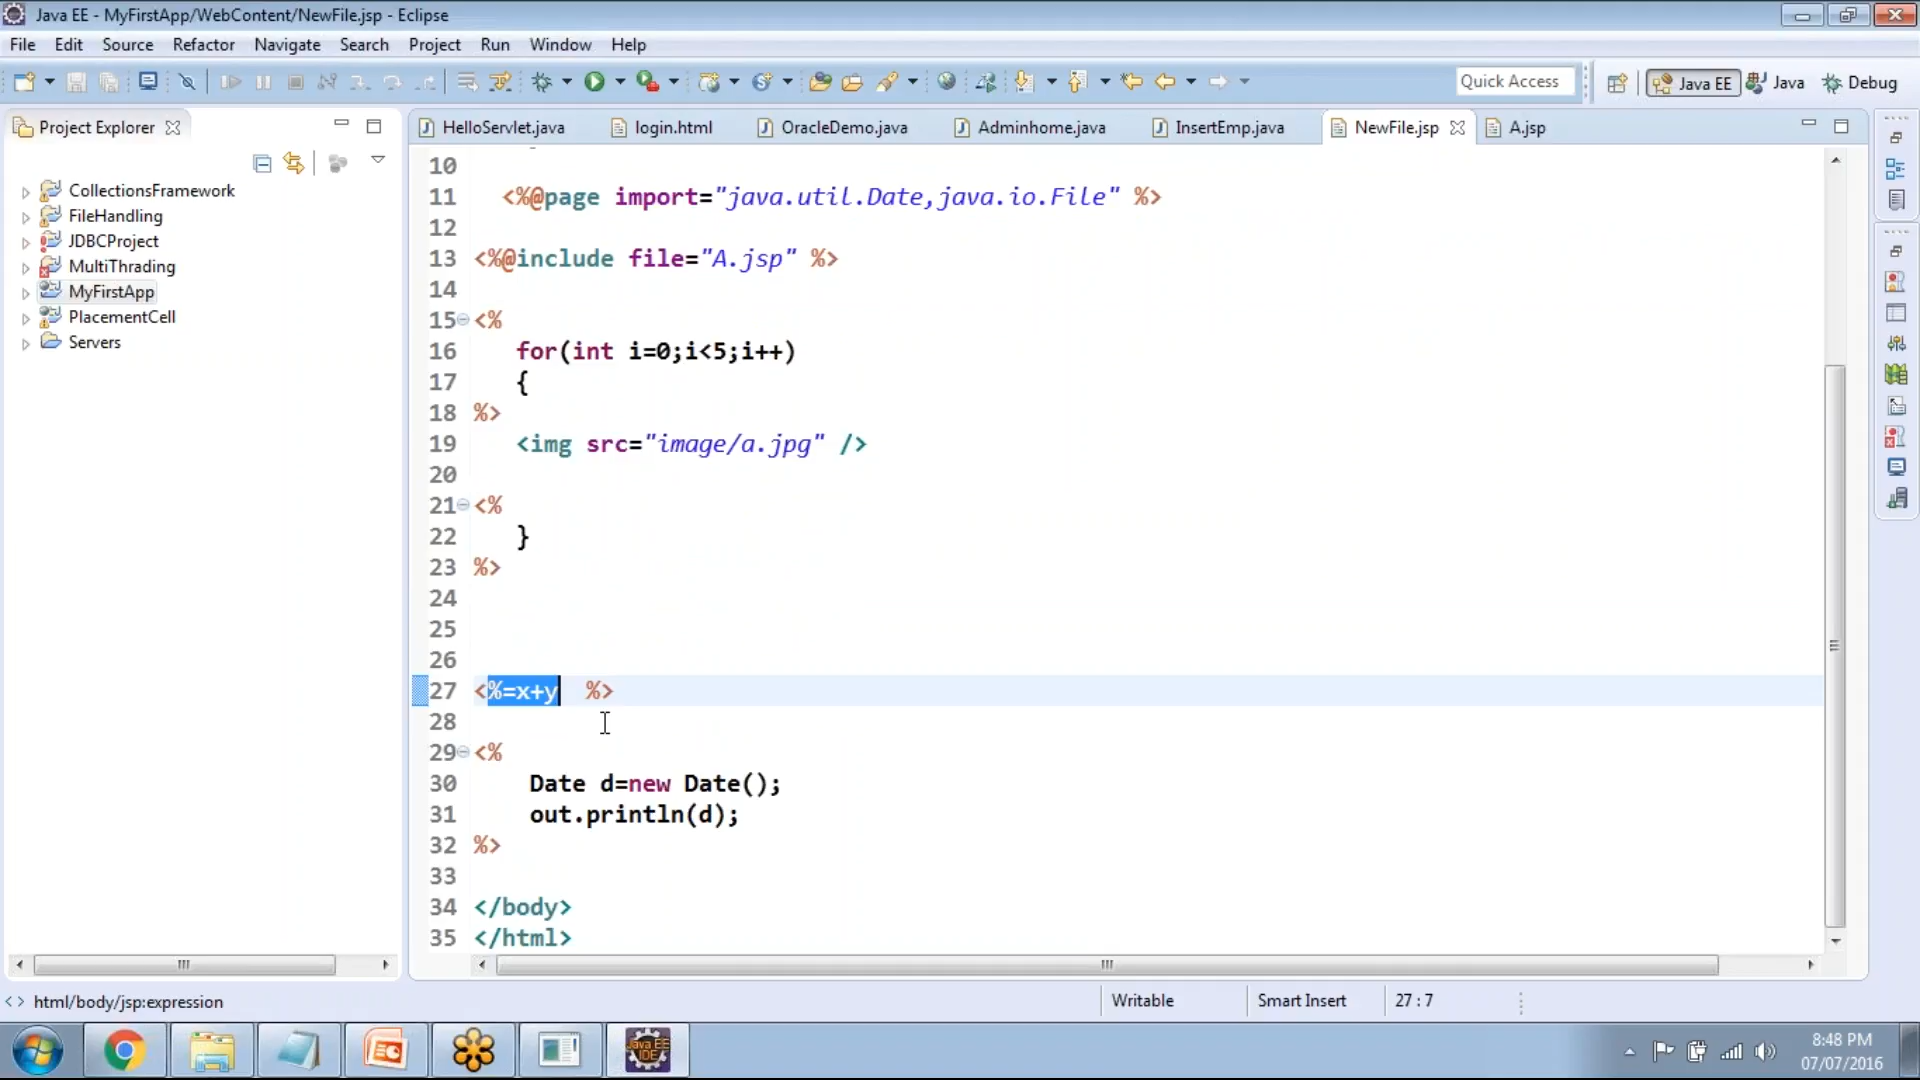 Java EE - MyFirstApp/WebContent/NewFile.jsp - Eclipse
File Edit Source Refactor Navigate Search Project Run Window Help
Quick Access Java EE Java Debug
Project Explorer
HelloServlet.java login.html OracleDemo.java Adminhome.java InsertEmp.java NewFile.jsp A.jsp
CollectionsFramework
FileHandling
JDBCProject
MultiThrading
MyFirstApp
PlacementCell
Servers
10
11 <%@page import="java.util.Date,java.io.File" %>
12
13 <%@include file="A.jsp" %>
14
15 <%
16 for(int i=0;i<5;i++)
17 {
18 %>
19 <img src="image/a.jpg" />
20
21 <%
22 }
23 %>
24
25
26
27 <%=x+y %>
28
29 <%
30 Date d=new Date();
31 out.println(d);
32 %>
33
34 </body>
35 </html>
html/body/jsp:expression
Writable Smart Insert 27 : 7
Java EE
IDE
8:48 PM
07/07/2016